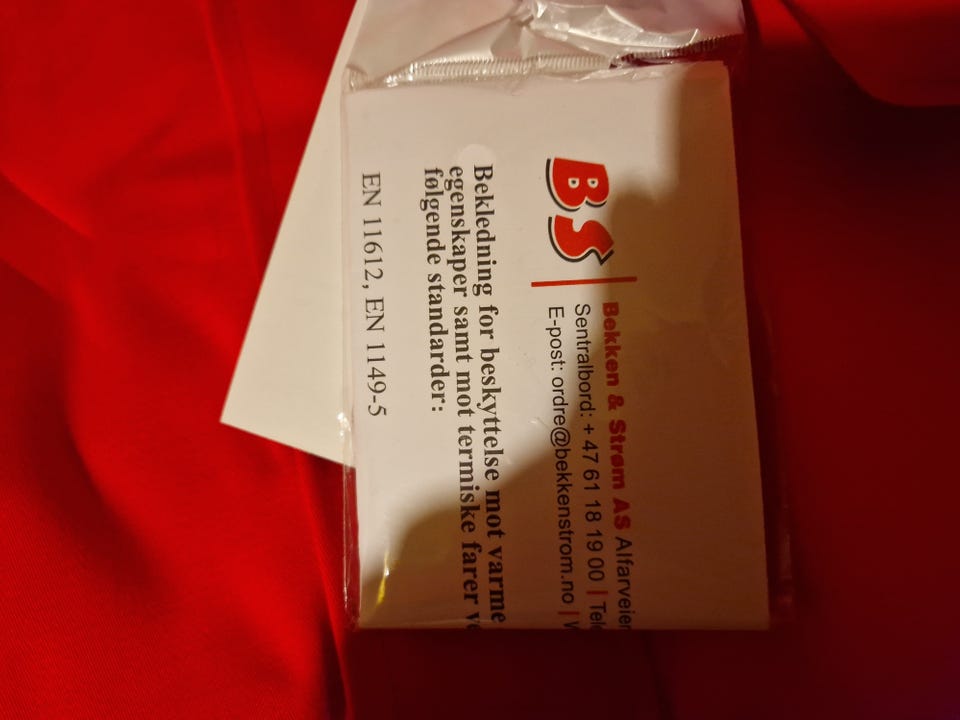 BS
Bekken & Strøm AS Alfarveien
Sentralbord: + 47 61 18 19 00 |
E-post: ordre@bekkenstrom.no |
Bekledning for beskyttelse mot varme
egenskaper samt mot termiske farer
følgende standarder:
EN 11612, EN 1149-5